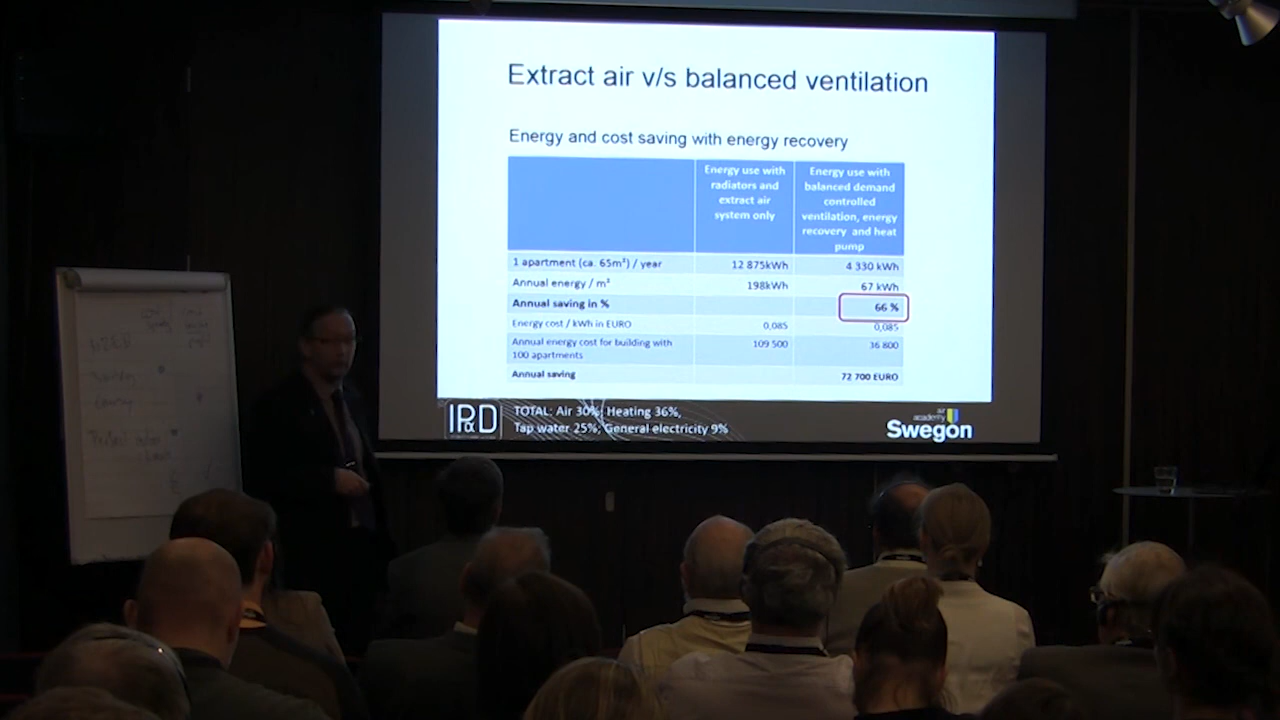 Extract air v/s balanced ventilation
Energy and cost saving with energy recovery
Energy use with
radiators and
extract air
system only
Energy use with
balanced demand
controlled
ventilation, energy
recovery and heat
pump
1 apartment (ca. 65m²) / year 12 875kWh 4 330 kWh
Annual energy / m² 198kWh 67 kWh
Annual saving in % 66 %
Energy cost / kWh in EURO 0,085 0,085
Annual energy cost for building with
100 apartments 109 500 36 800
Annual saving 72 700 EURO
TOTAL: Air 30%; Heating 36%,
Tap water 25%; General electricity 9%
air
academy
Swegon